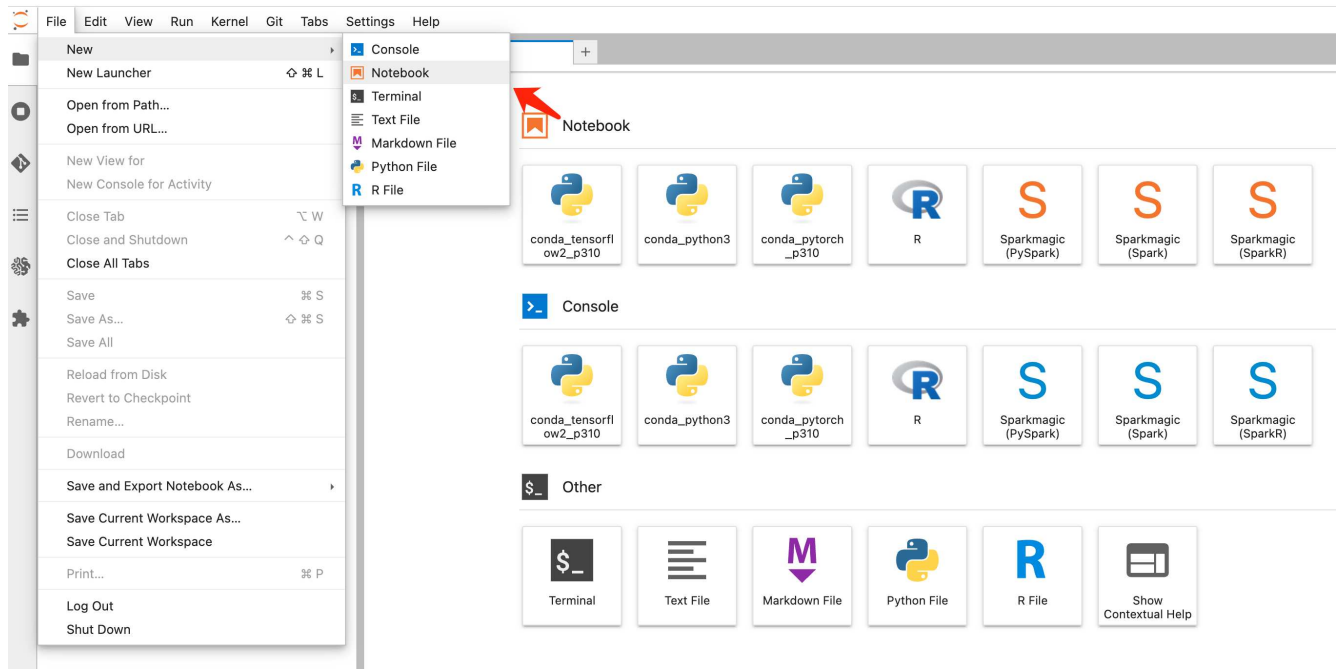 File Edit View Run Kernel Git Tabs Settings Help
New
New Launcher ⇧ ⌘ L
Open from Path...
Open from URL...
New View for
New Console for Activity
Close Tab ⌥ W
Close and Shutdown ^ ⇧ Q
Close All Tabs
Save ⌘ S
Save As... ⇧ ⌘ S
Save All
Reload from Disk
Revert to Checkpoint
Rename...
Download
Save and Export Notebook As...
Save Current Workspace As...
Save Current Workspace
Print... ⌘ P
Log Out
Shut Down
Console
Notebook
$_ Terminal
Text File
M Markdown File
Python File
R R File
Notebook
conda_tensorfl
ow2_p310
conda_python3
conda_pytorch
_p310
R
R
S
Sparkmagic
(PySpark)
S
Sparkmagic
(Spark)
S
Sparkmagic
(SparkR)
>_ Console
conda_tensorfl
ow2_p310
conda_python3
conda_pytorch
_p310
R
R
S
Sparkmagic
(PySpark)
S
Sparkmagic
(Spark)
S
Sparkmagic
(SparkR)
$_ Other
$_
Terminal
Text File
M
Markdown File
Python File
R
R File
Show
Contextual Help